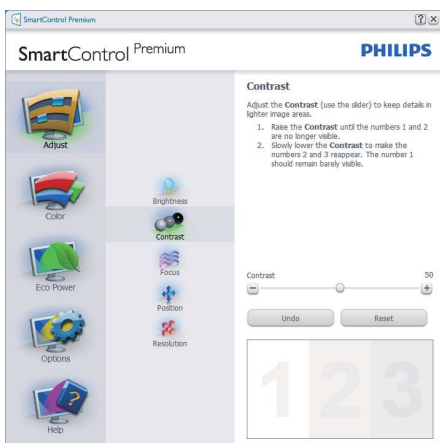 SmartControl Premium
SmartControl Premium
PHILIPS
Adjust
Color
Eco Power
Options
Help
Brightness
Contrast
Focus
Position
Resolution
Contrast
Adjust the Contrast (use the slider) to keep details in
lighter image areas.
1. Raise the Contrast until the numbers 1 and 2
are no longer visible.
2. Slowly lower the Contrast to make the
numbers 2 and 3 reappear. The number 1
should remain barely visible.
Contrast 50
Undo Reset
1 2 3